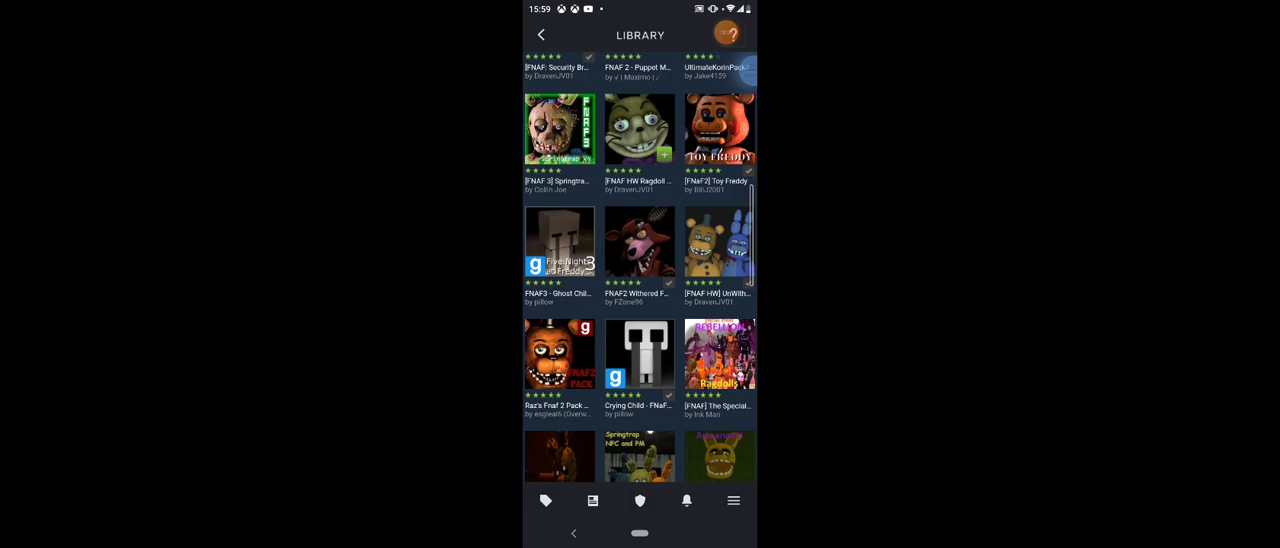 15:59
LIBRARY
[FNAF: Security Br...
by DravenJV01
FNAF 2 - Puppet M...
by √ | Maximo | ♪
UltimateKorinPack
by Jake4159
[FNAF 3] Springtra...
by Collin Joe
[FNAF HW Ragdoll ...
by DravenJV01
TOY FREDDY
[FNaF2] Toy Freddy
by BillJ2001
g Five Nights
at Freddy's
3
FNAF3 - Ghost Chil...
by pillow
FNAF2 Withered F...
by FZone96
[FNAF HW] UnWith...
by DravenJV01
g
FNAF2
PACK
Raz's Fnaf 2 Pack ...
by esgiea16 (Overw...
g
Crying Child - FNaF...
by pillow
REBELLION
Ragdolls
[FNAF] The Special...
by Ink Man
Springtrap
NPC and PM